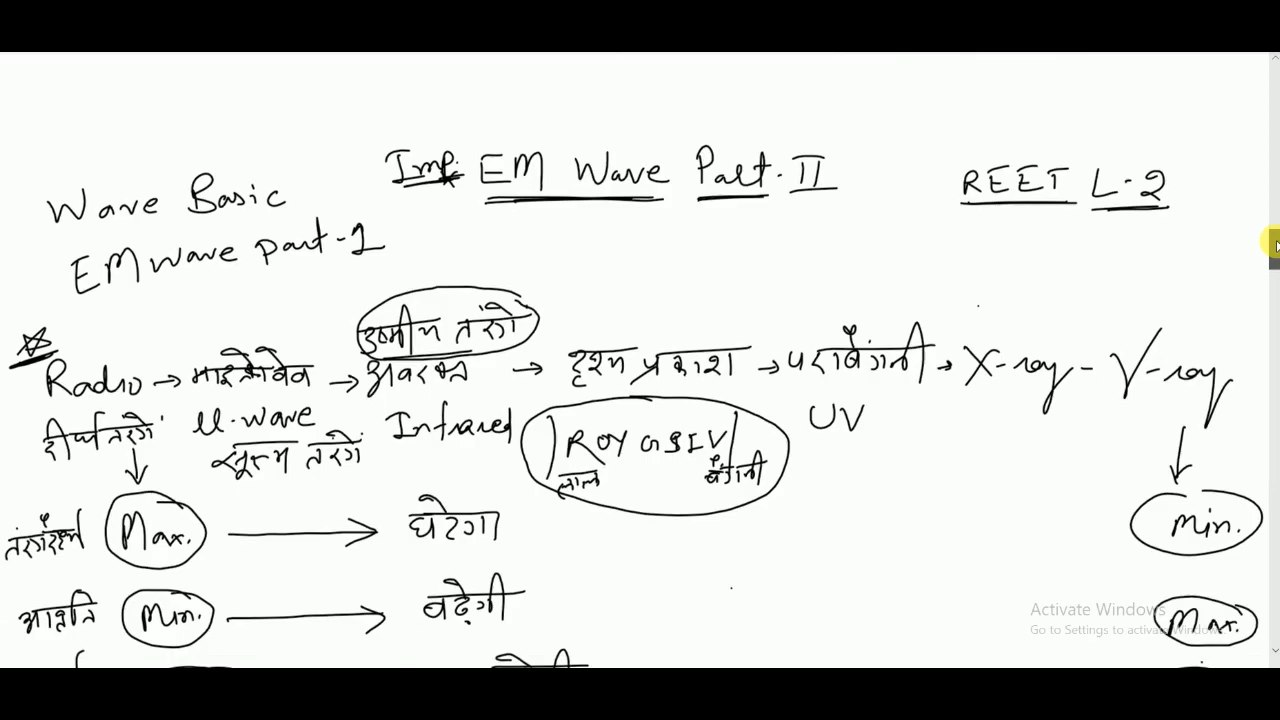 Imp. EM Wave Part-II
REET L-2
Wave Basic
EM wave part-1
ऊष्मीय तरंगे
Radio → माइक्रोवेव → अवरक्त → दृश्य प्रकाश → पराबैंगनी → X-ray - γ-ray
दीर्घ तरंगे μ-wave Infrared ROYGBIV UV
सूक्ष्म तरंगे लाल बैंगनी
तरंगदैर्ध्य Max. → घटेगा Min.
आवृत्ति Min. → बढ़ेगी Max.
Activate Windows
Go to Settings to activate Windows.